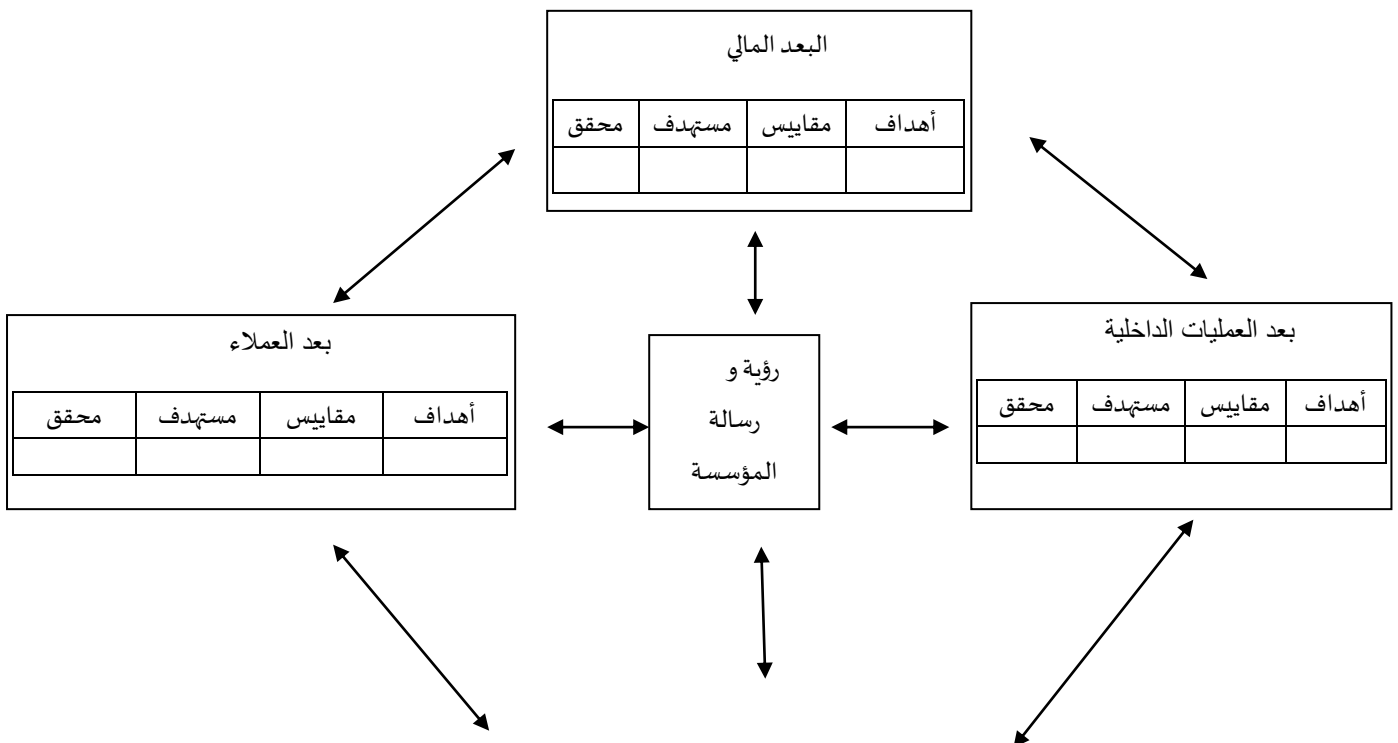 البعد المالي
أهداف مقاييس مستهدف محقق
بعد العمليات الداخلية
أهداف مقاييس مستهدف محقق
رؤية و
رسالة
المؤسسة
بعد العملاء
أهداف مقاييس مستهدف محقق